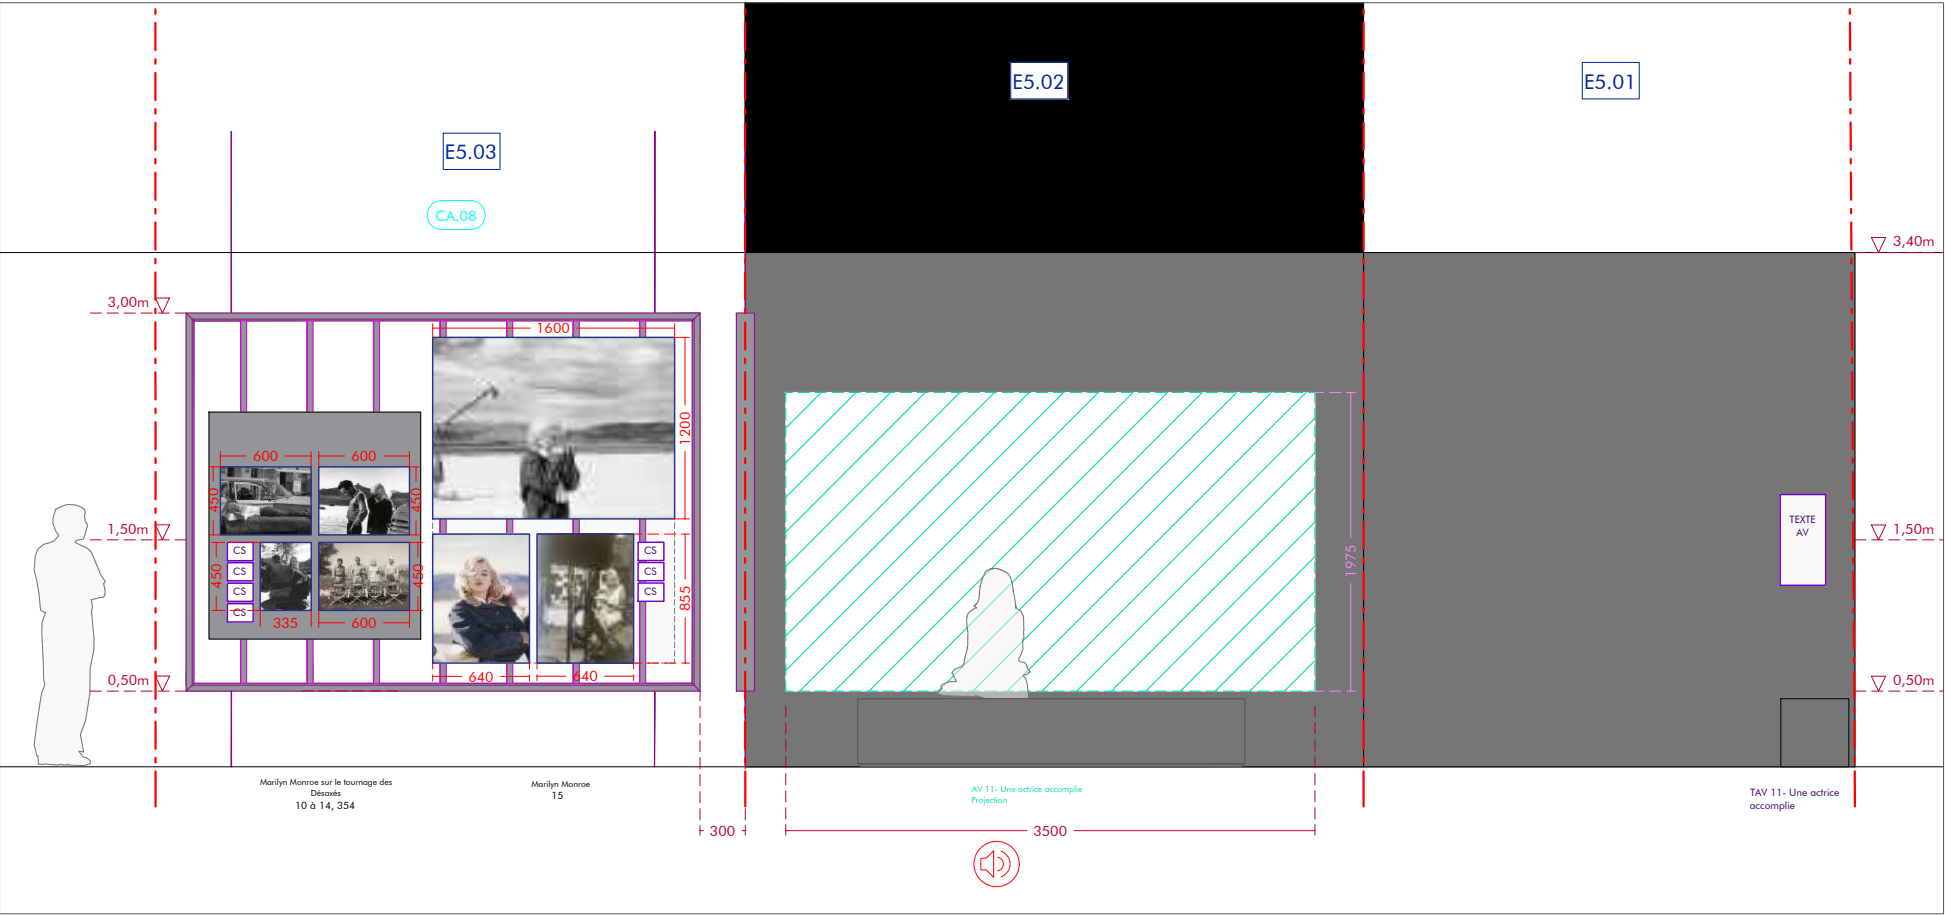 E5.02
E5.01
E5.03
CA.08
3,40m
3,00m
1600
1200
600
600
450
450
1,50m
1,50m
TEXTE
AV
CS
CS
CS
CS
450
450
335
600
CS
CS
CS
855
1975
640
640
0,50m
0,50m
Marilyn Monroe sur le tournage des
Désaxés
10 à 14, 354
Marilyn Monroe
15
AV 11- Une actrice accomplie
Projection
TAV 11- Une actrice
accomplie
300
3500